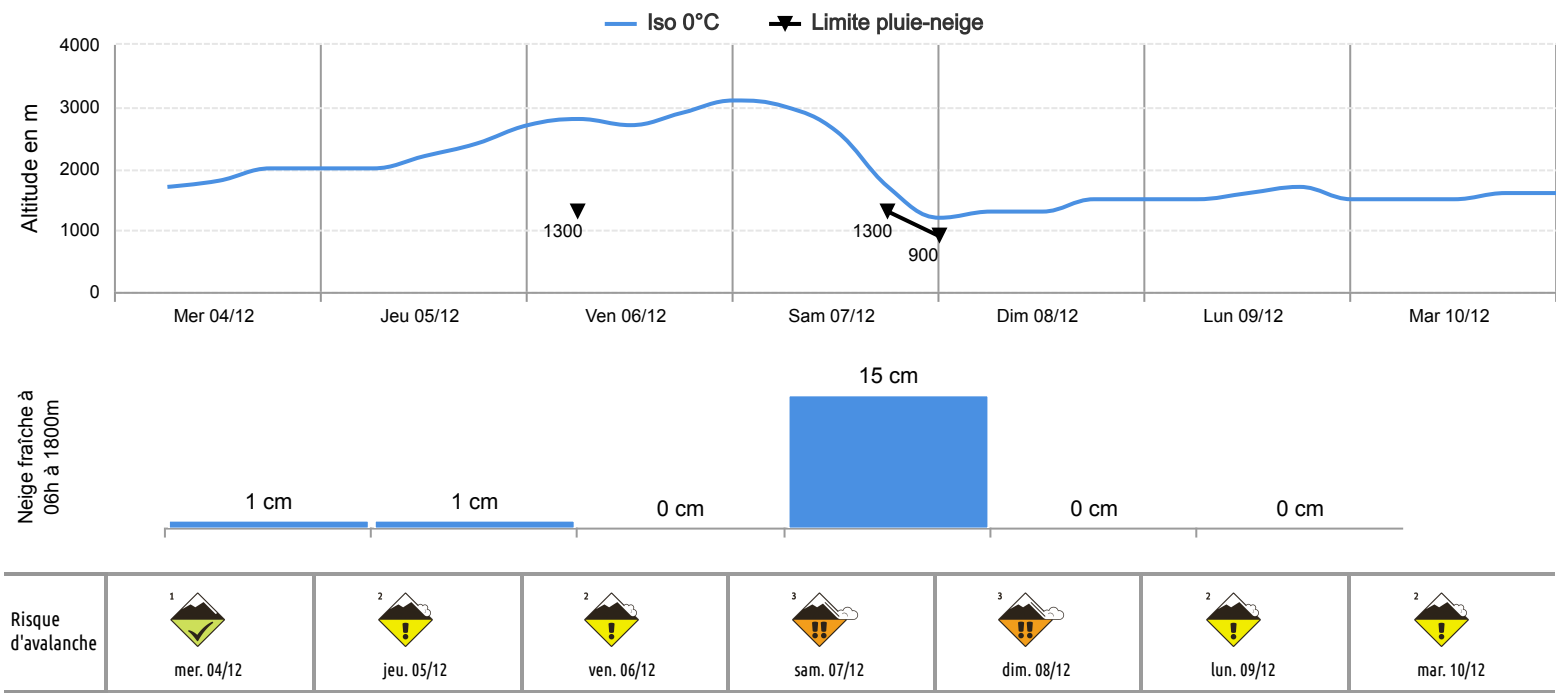 Iso 0°C Limite pluie-neige
Altitude en m
4000
3000
2000
1000
0
1300
1300
900
Mer 04/12 Jeu 05/12 Ven 06/12 Sam 07/12 Dim 08/12 Lun 09/12 Mar 10/12
Neige fraîche à
06h à 1800m
1 cm 1 cm 0 cm 15 cm 0 cm 0 cm
Risque
d'avalanche
1 2 2 3 3 2 2
! ! !! !! ! !
mer. 04/12 jeu. 05/12 ven. 06/12 sam. 07/12 dim. 08/12 lun. 09/12 mar. 10/12